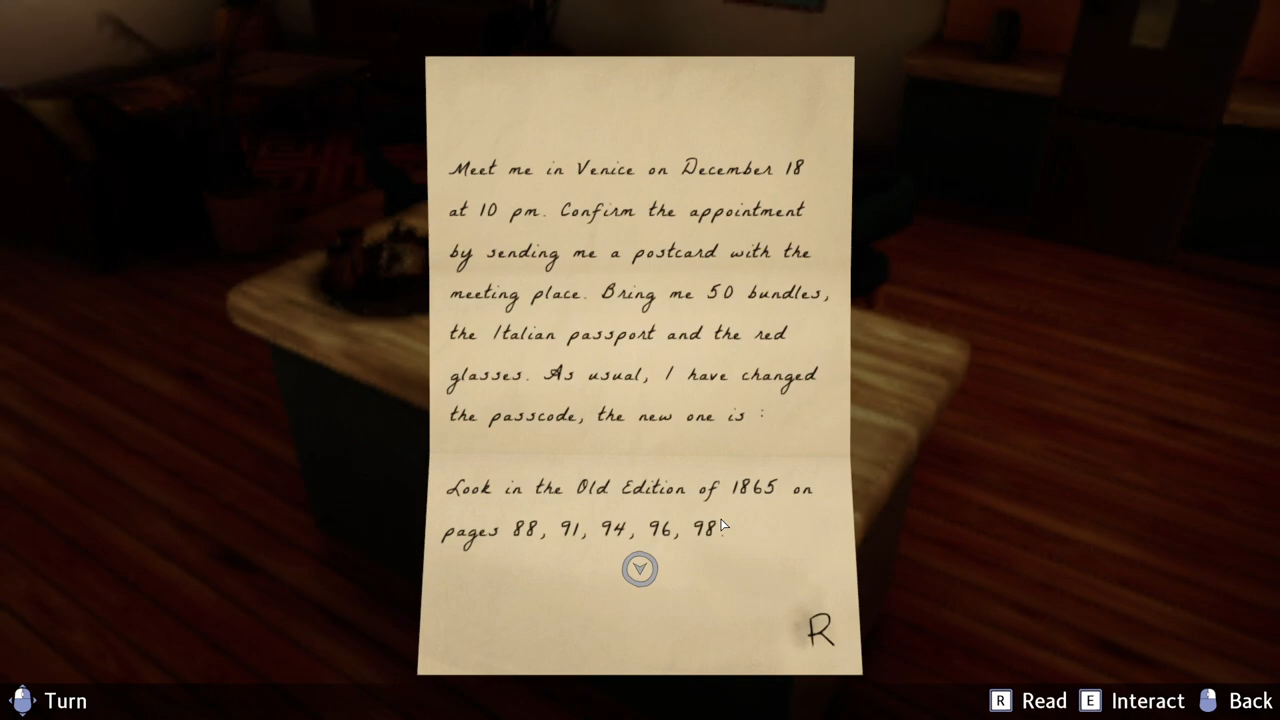 Meet me in Venice on December 18
at 10 pm. Confirm the appointment
by sending me a postcard with the
meeting place. Bring me 50 bundles,
the Italian passport and the red
glasses. As usual, I have changed
the passcode, the new one is :
Look in the Old Edition of 1865 on
pages 88, 91, 94, 96, 98.
R
Turn
R Read E Interact Back